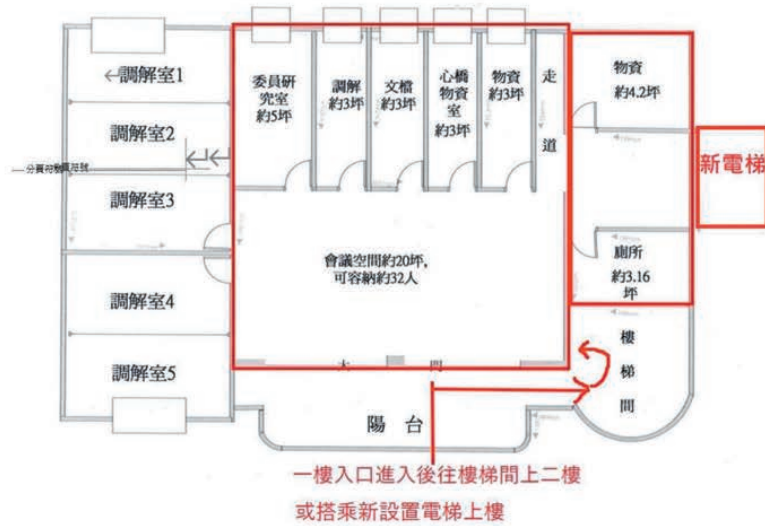 調解室1
調解室2
調解室3
調解室4
調解室5
委員研
究室
約5坪
調解
約3坪
文檔
約3坪
心橋
物資
室
約3坪
物資
約3坪
走
道
物資
約4.2坪
新電梯
會議空間約20坪,
可容納約32人
廁所
約3.16
坪
樓
梯
間
大
門
陽 台
一樓入口進入後往樓梯間上二樓
或搭乘新設置電梯上樓